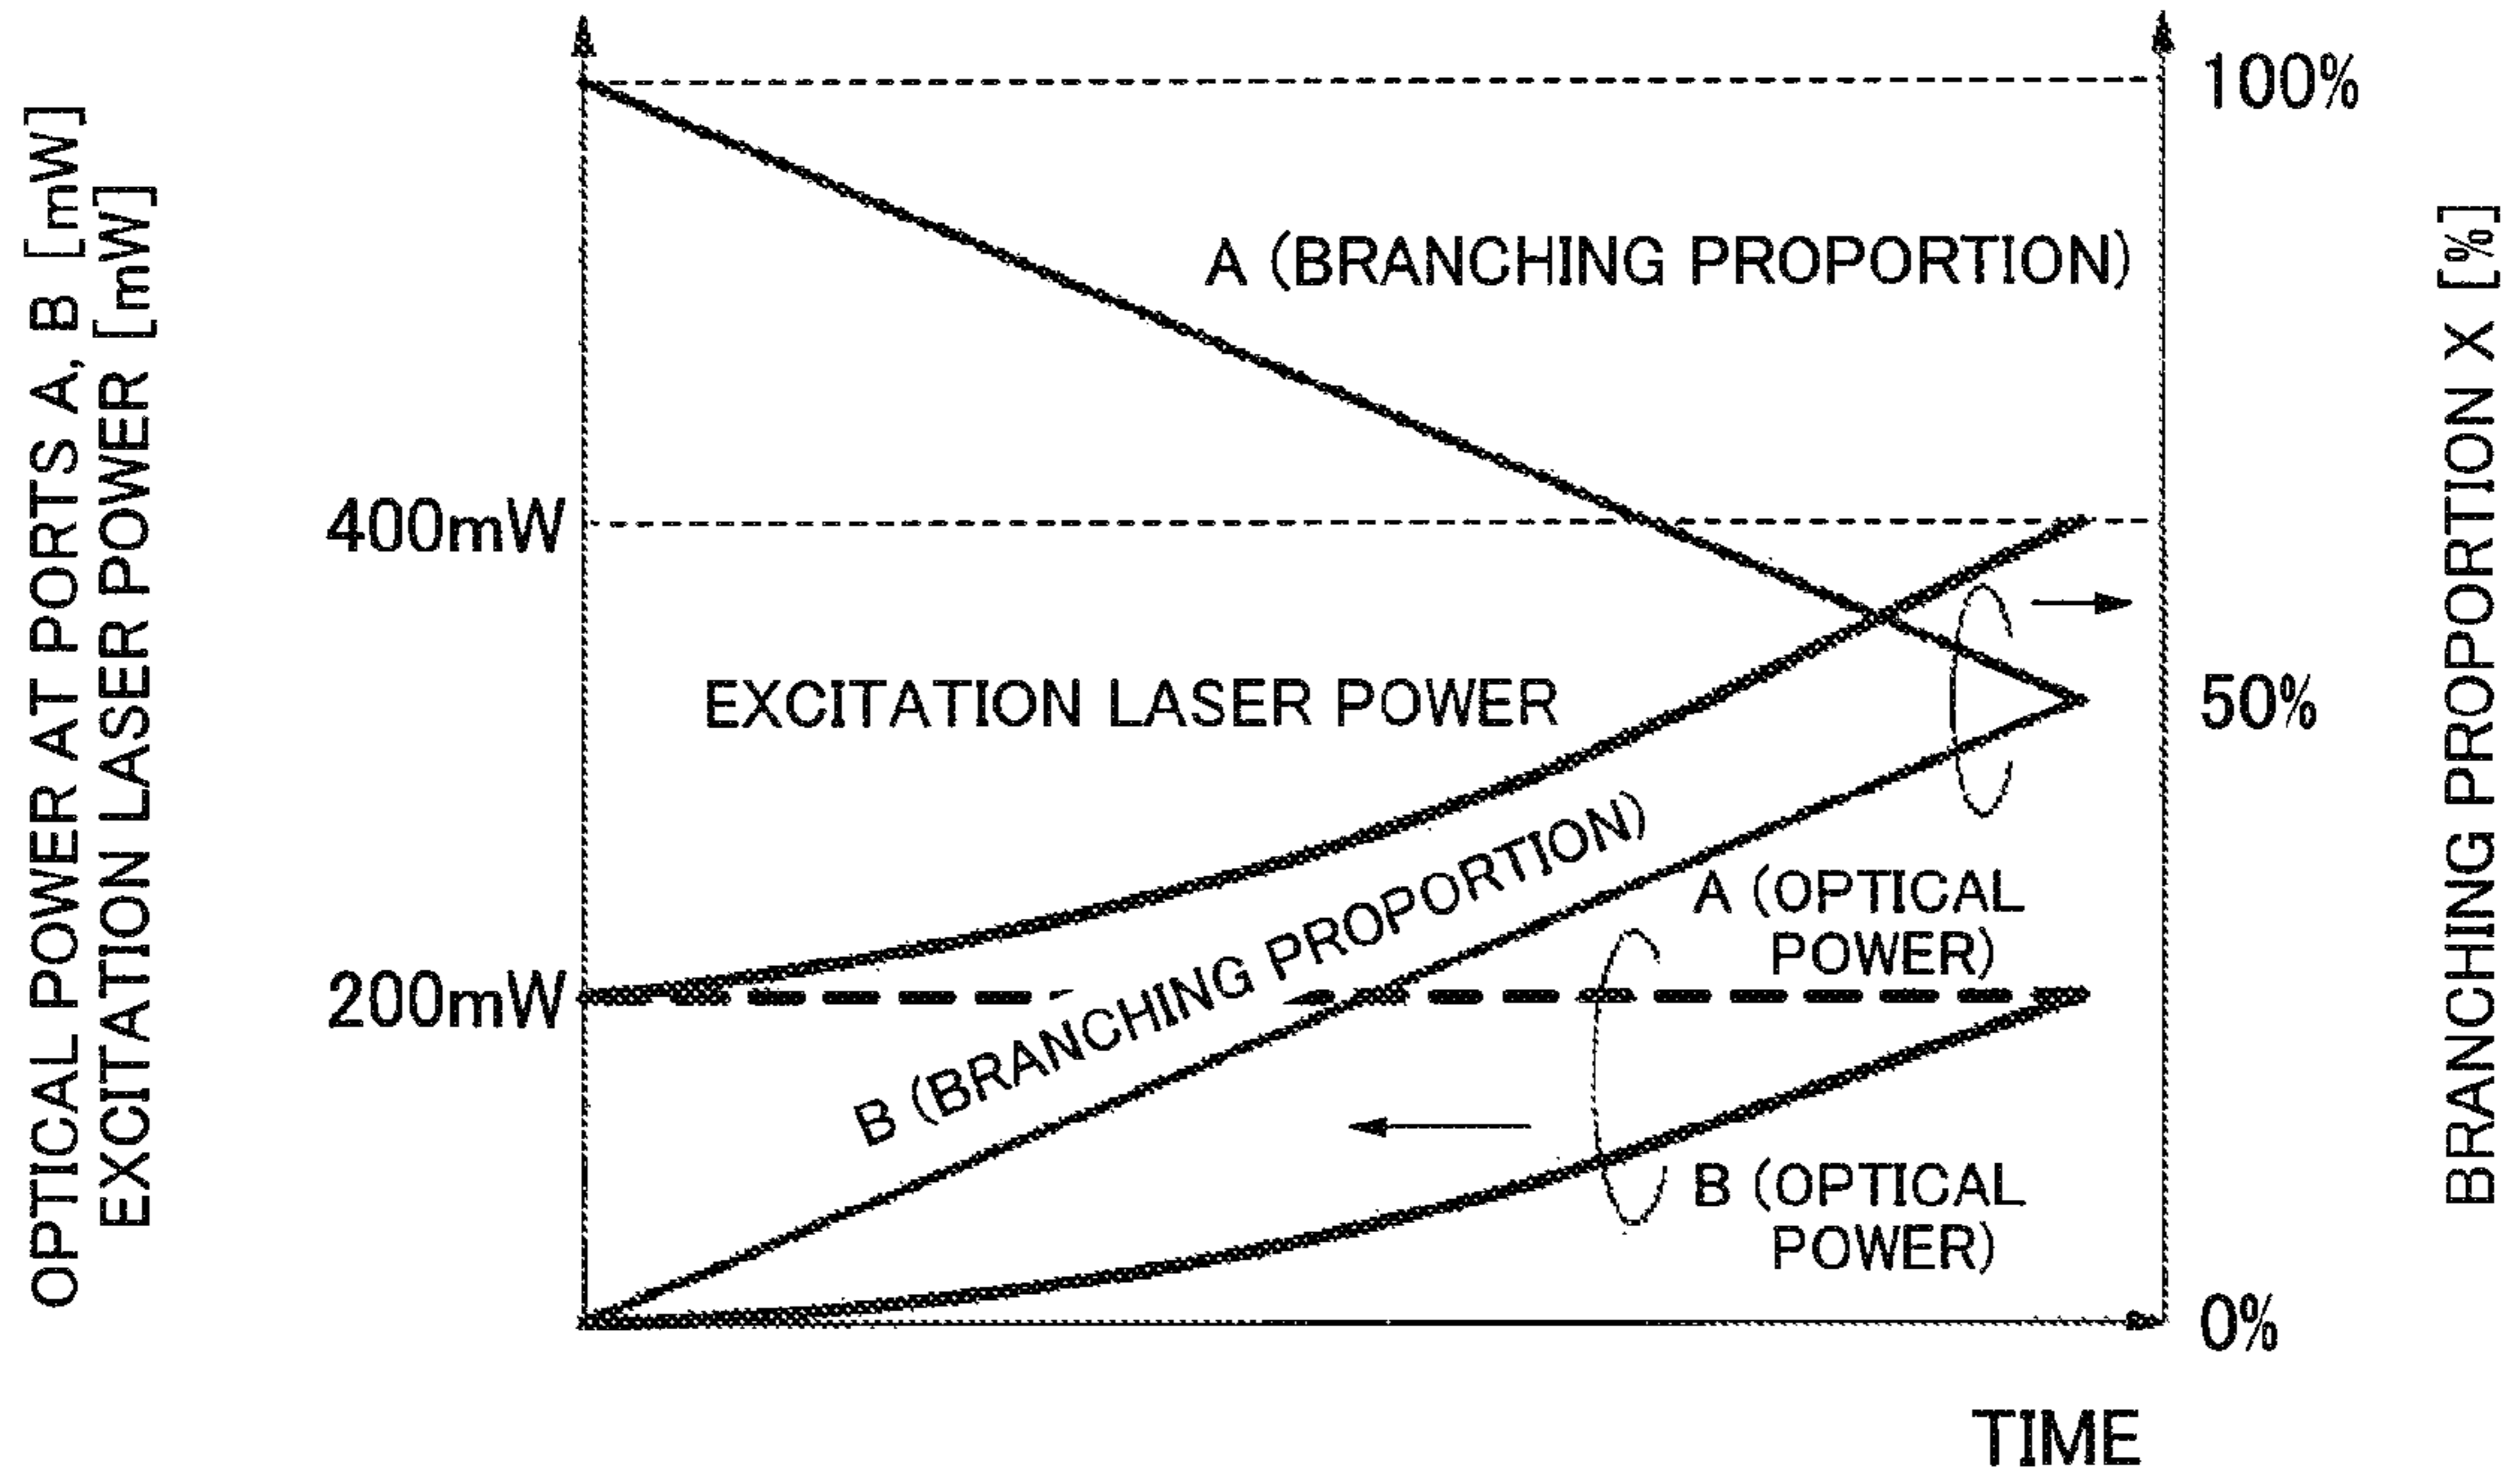 OPTICAL POWER AT PORTS A, B [mW]
EXCITATION LASER POWER [mW]
100%
A (BRANCHING PROPORTION)
400mW
EXCITATION LASER POWER
50%
B (BRANCHING PROPORTION)
A (OPTICAL
POWER)
200mW
B (OPTICAL
POWER)
0%
TIME
BRANCHING PROPORTION X [%]